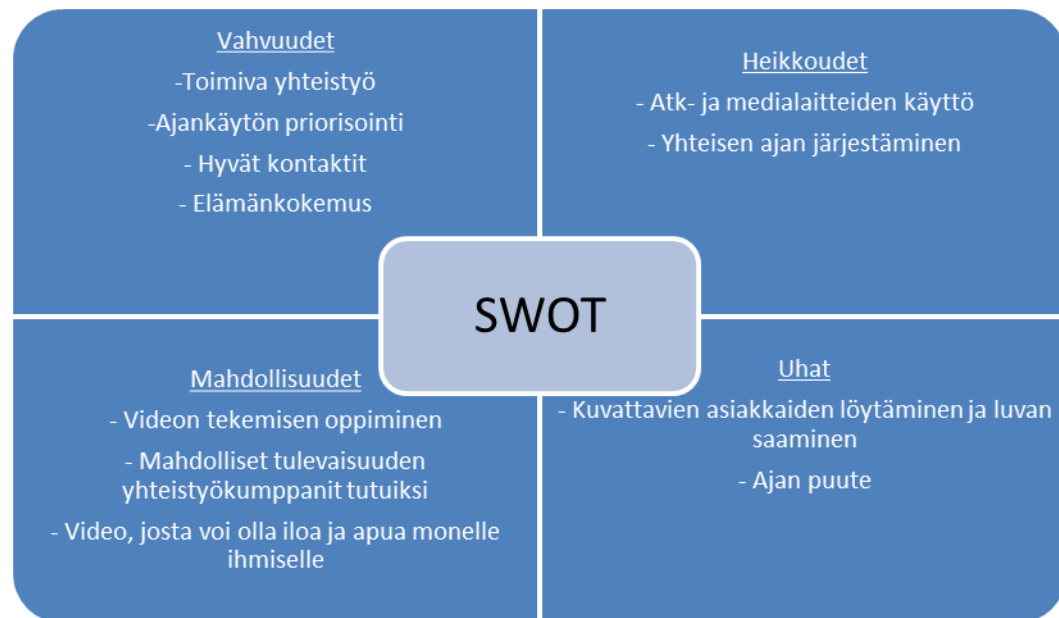 Vahvuudet
-Toimiva yhteistyö
-Ajankäytön priorisointi
- Hyvät kontaktit
- Elämänkokemus
Heikkoudet
- Atk- ja medialaitteiden käyttö
- Yhteisen ajan järjestäminen
SWOT
Mahdollisuudet
- Videon tekemisen oppiminen
- Mahdolliset tulevaisuuden
yhteistyökumppanit tutuiksi
- Video, josta voi olla iloa ja apua monelle
ihmiselle
Uhat
- Kuvattavien asiakkaiden löytäminen ja luvan
saaminen
- Ajan puute